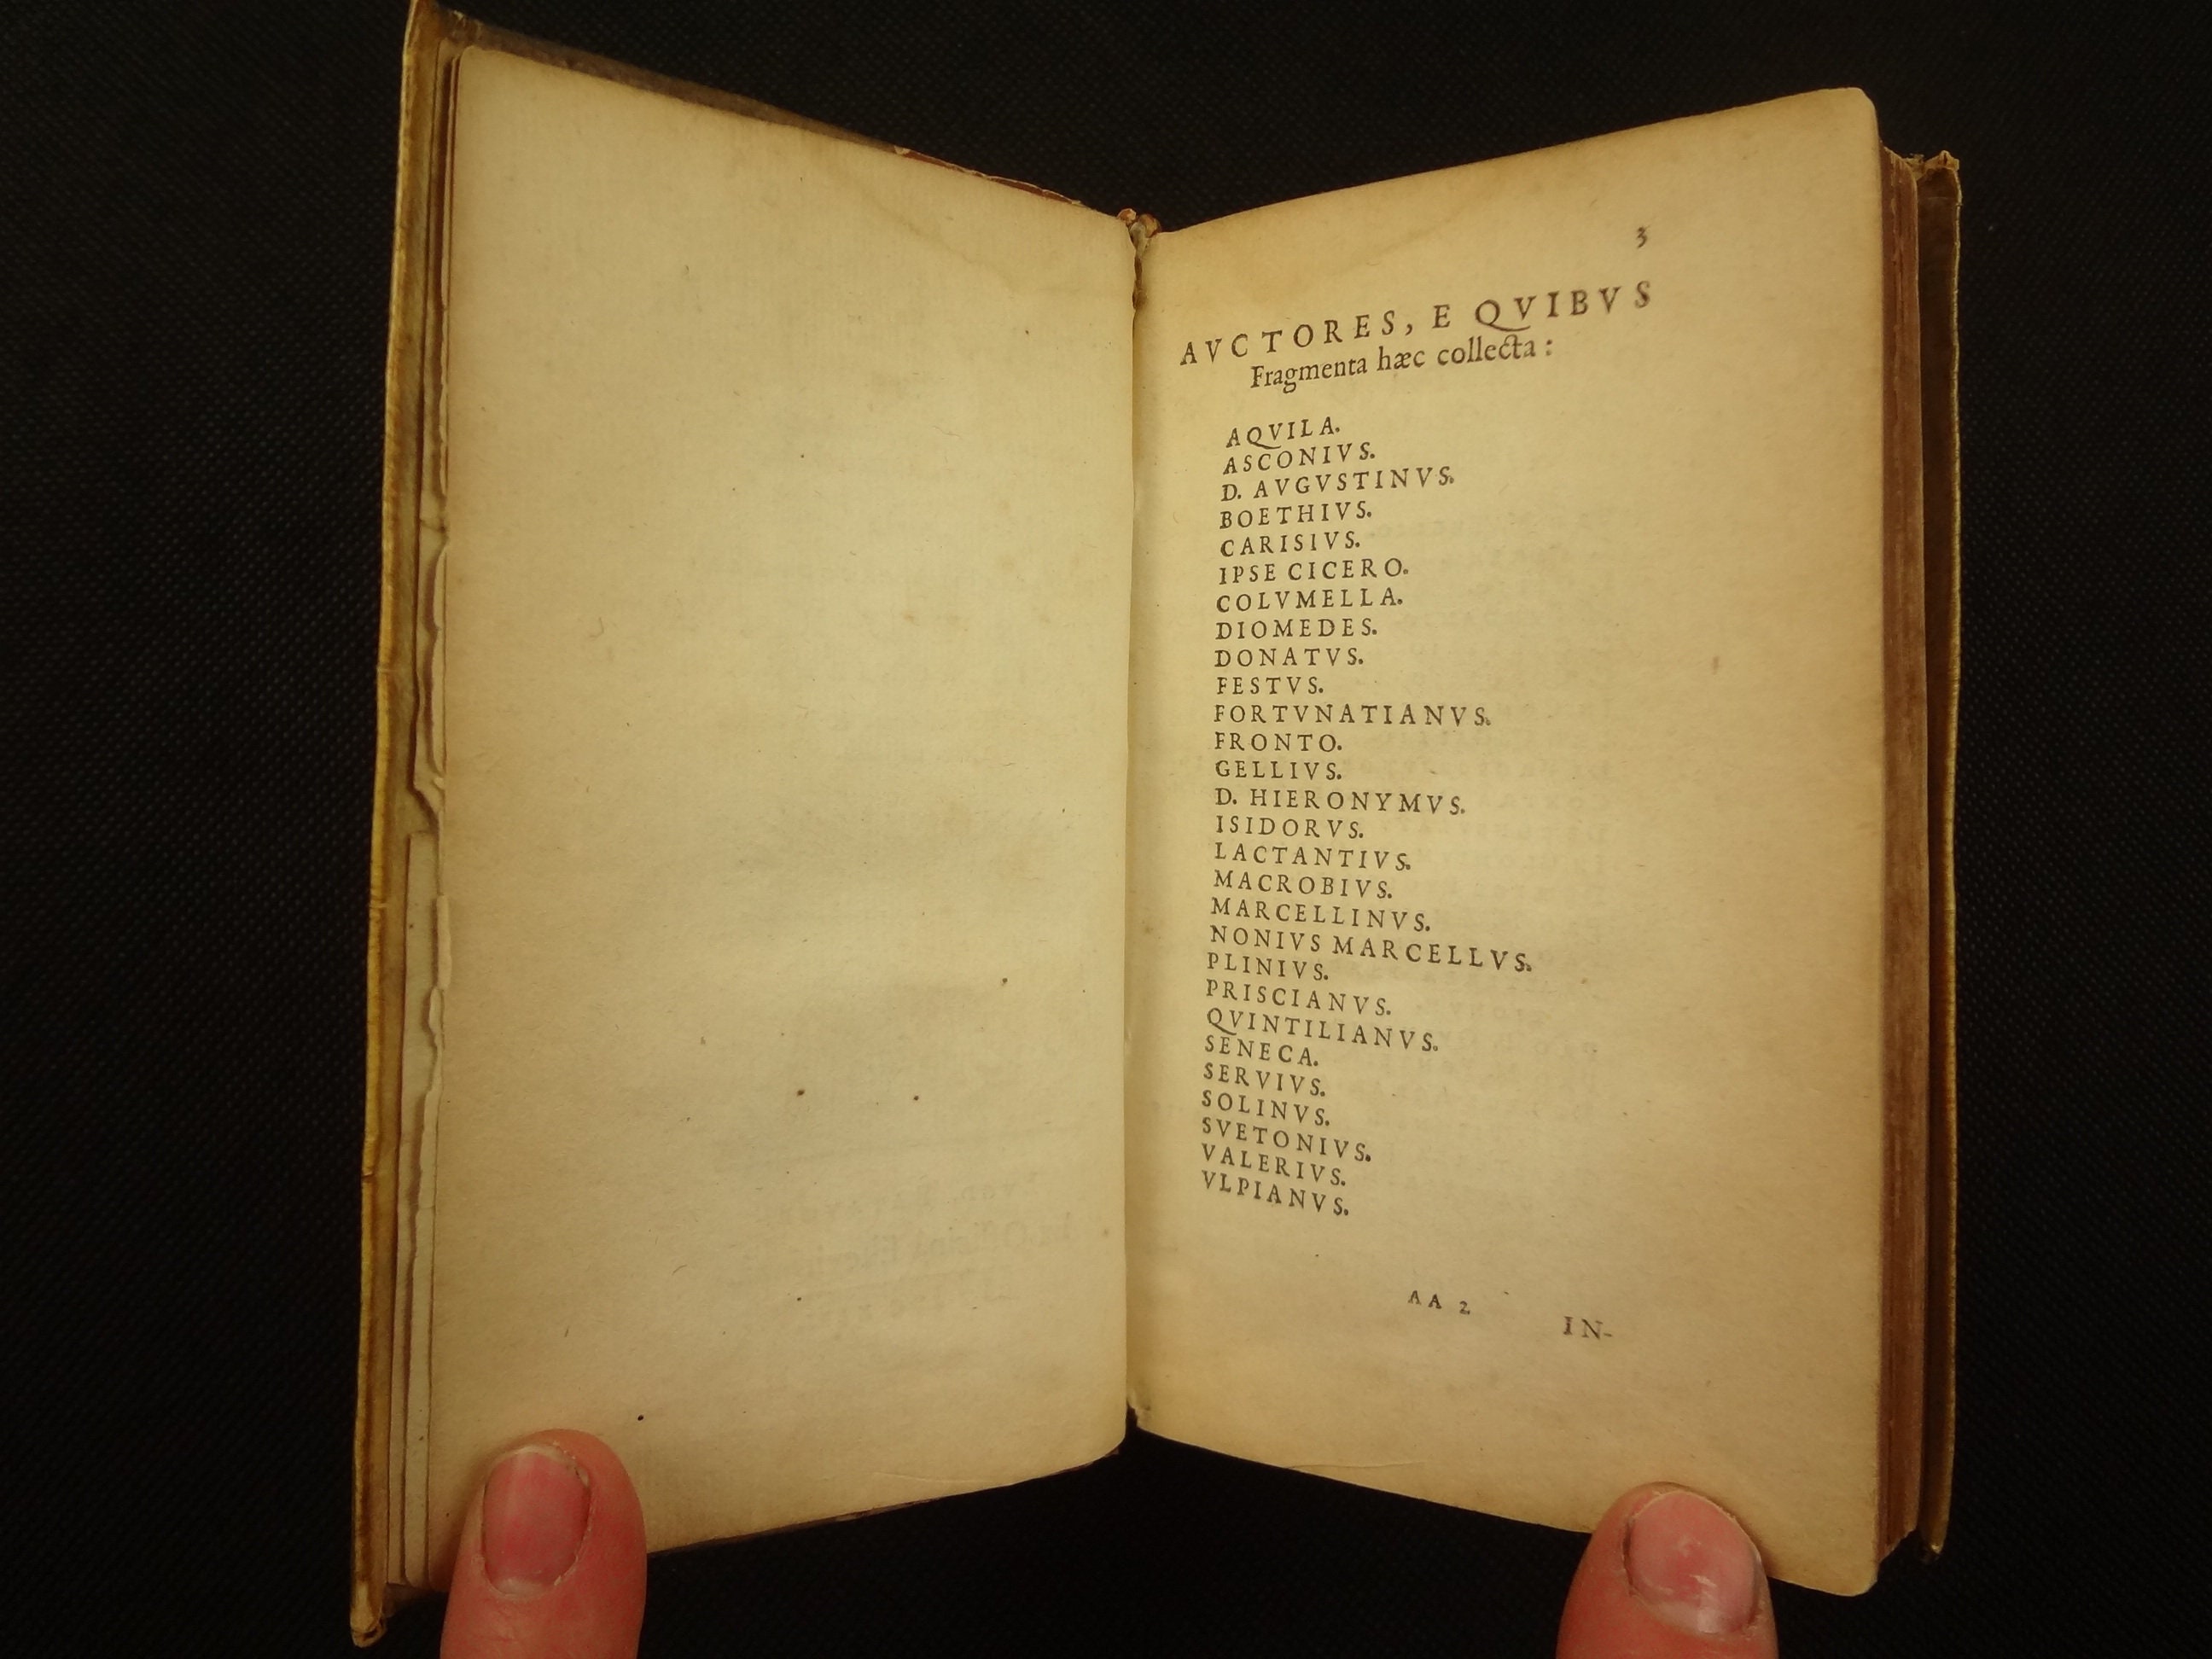 3
AVCTORES, E QVIBVS
Fragmenta hæc collecta:
AQVILA.
ASCONIVS.
D. AVGVSTINVS.
BOETHIVS.
CARISIVS.
IPSE CICERO.
COLVMELLA.
DIOMEDES.
DONATVS.
FESTVS.
FORTVNATIANVS.
FRONTO.
GELLIVS.
D. HIERONYMVS.
ISIDORVS.
LACTANTIVS.
MACROBIVS.
MARCELLINVS.
NONIVS MARCELLVS.
PLINIVS.
PRISCIANVS.
QVINTILIANVS.
SENECA.
SERVIVS.
SOLINVS.
SVETONIVS.
VALERIVS.
VLPIANVS.
AA 2
IN-